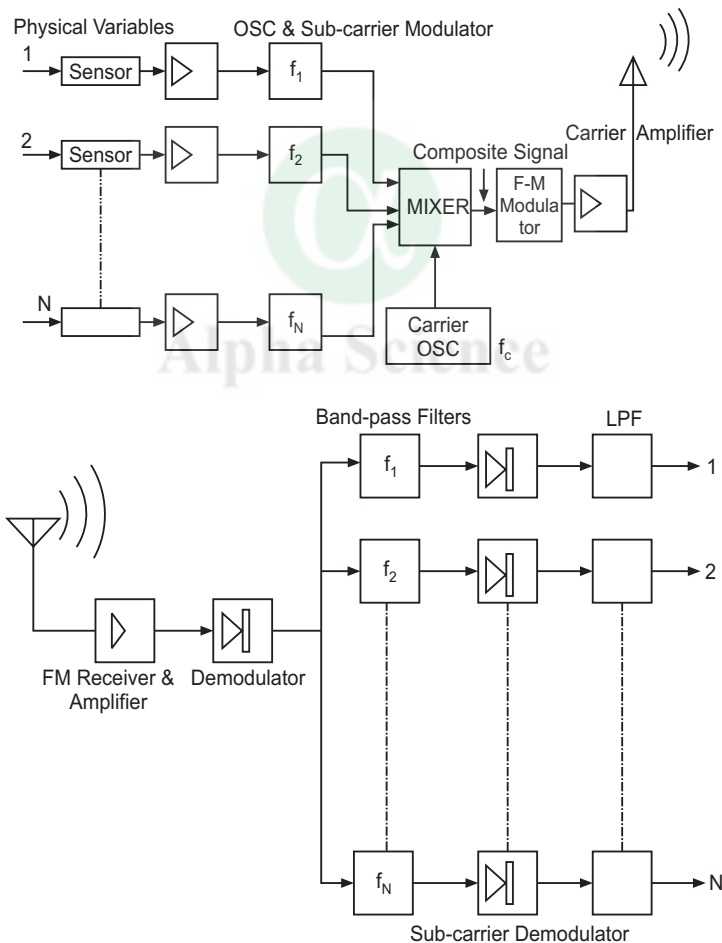 Physical Variables
OSC & Sub-carrier Modulator
1
Sensor
f1
2
Sensor
f2
Carrier Amplifier
Composite Signal
MIXER
F-M
Modula
tor
N
fN
Carrier
OSC
fc
Alpha Science
Band-pass Filters
LPF
f1
1
f2
2
FM Receiver &
Amplifier
Demodulator
fN
N
Sub-carrier Demodulator